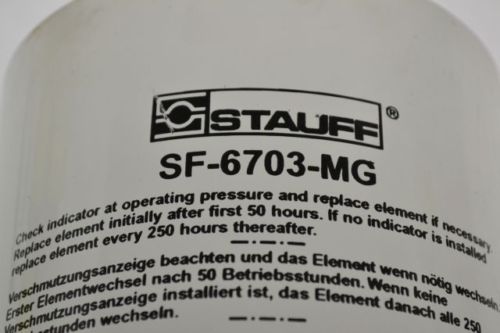 STAUFF®
SF-6703-MG
Check indicator at operating pressure and replace element if necessary.
Replace element initially after first 50 hours. If no indicator is installed
replace element every 250 hours thereafter.
Verschmutzungsanzeige beachten und das Element wenn nötig wechseln
Erster Elementwechsel nach 50 Betriebsstunden. Wenn keine
Verschmutzungsanzeige installiert ist, das Element danach alle 250
wechseln.